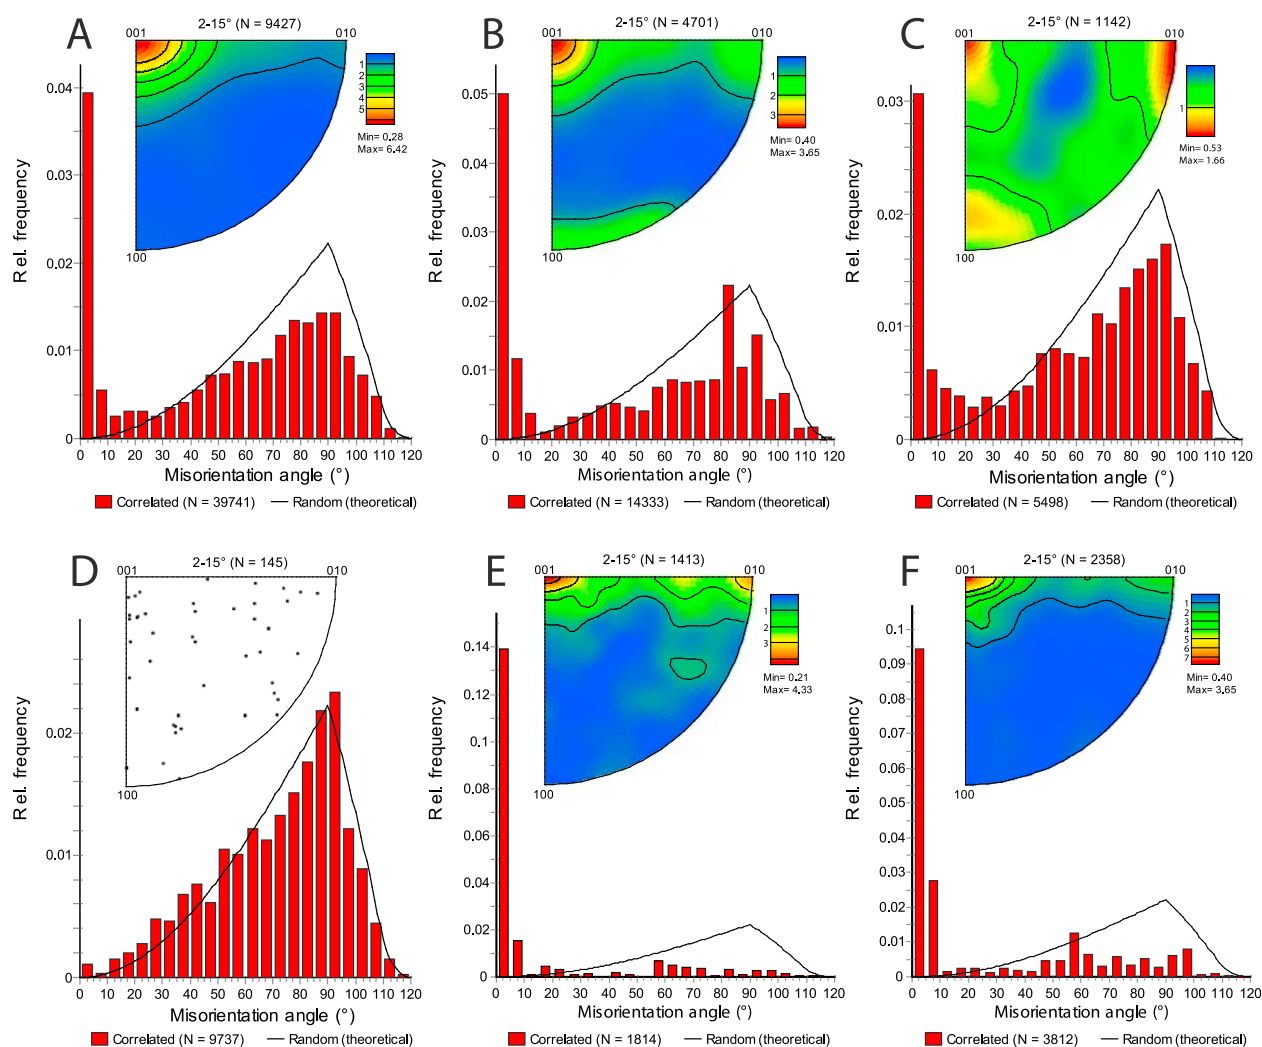 A
2-15° (N = 9427)
001
010
100
1
2
3
4
5
Min= 0.28
Max= 6.42
Rel. frequency
0.04
0.03
0.02
0.01
0
0 10 20 30 40 50 60 70 80 90 100 110 120
Misorientation angle (°)
Correlated (N = 39741)
Random (theoretical)
B
2-15° (N = 4701)
001
010
100
1
2
3
Min= 0.40
Max= 3.65
Rel. frequency
0.05
0.04
0.03
0.02
0.01
0
0 10 20 30 40 50 60 70 80 90 100 110 120
Misorientation angle (°)
Correlated (N = 14333)
Random (theoretical)
C
2-15° (N = 1142)
001
010
100
1
Min= 0.53
Max= 1.66
Rel. frequency
0.03
0.02
0.01
0
0 10 20 30 40 50 60 70 80 90 100 110 120
Misorientation angle (°)
Correlated (N = 5498)
Random (theoretical)
D
2-15° (N = 145)
001
010
100
Rel. frequency
0.02
0.01
0
0 10 20 30 40 50 60 70 80 90 100 110 120
Misorientation angle (°)
Correlated (N = 9737)
Random (theoretical)
E
2-15° (N = 1413)
001
010
100
1
2
3
Min= 0.21
Max= 4.33
Rel. frequency
0.14
0.12
0.1
0.08
0.06
0.04
0.02
0
0 10 20 30 40 50 60 70 80 90 100 110 120
Misorientation angle (°)
Correlated (N = 1814)
Random (theoretical)
F
2-15° (N = 2358)
001
010
100
1
2
3
4
5
6
7
Min= 0.40
Max= 3.65
Rel. frequency
0.1
0.09
0.08
0.07
0.06
0.05
0.04
0.03
0.02
0.01
0
0 10 20 30 40 50 60 70 80 90 100 110 120
Misorientation angle (°)
Correlated (N = 3812)
Random (theoretical)